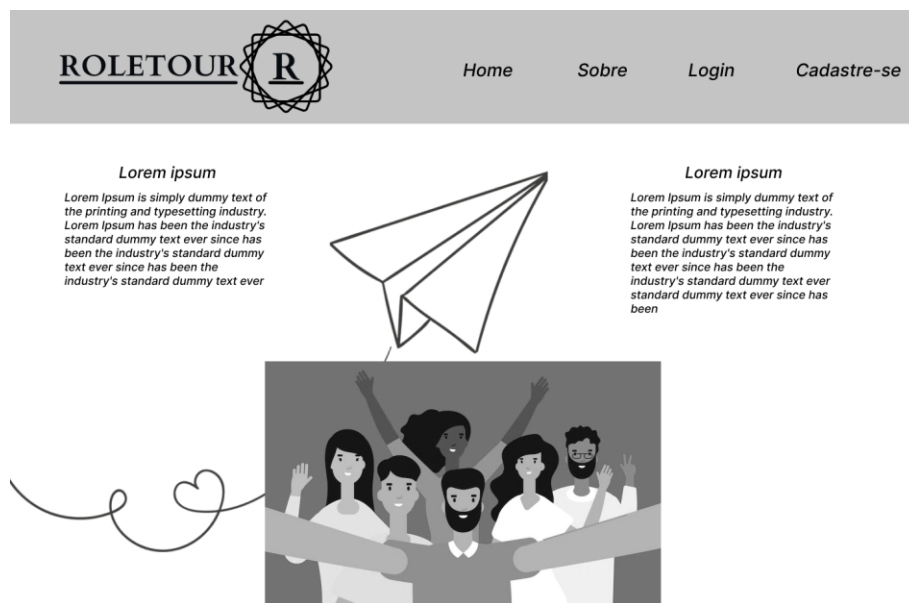 ROLETOUR R
Home Sobre Login Cadastre-se
Lorem ipsum
Lorem Ipsum is simply dummy text of
the printing and typesetting industry.
Lorem Ipsum has been the industry's
standard dummy text ever since has
been the industry's standard dummy
text ever since has been the
industry's standard dummy text ever
Lorem ipsum
Lorem Ipsum is simply dummy text of
the printing and typesetting industry.
Lorem Ipsum has been the industry's
standard dummy text ever since has
been the industry's standard dummy
text ever since has been the
industry's standard dummy text ever
standard dummy text ever since has
been